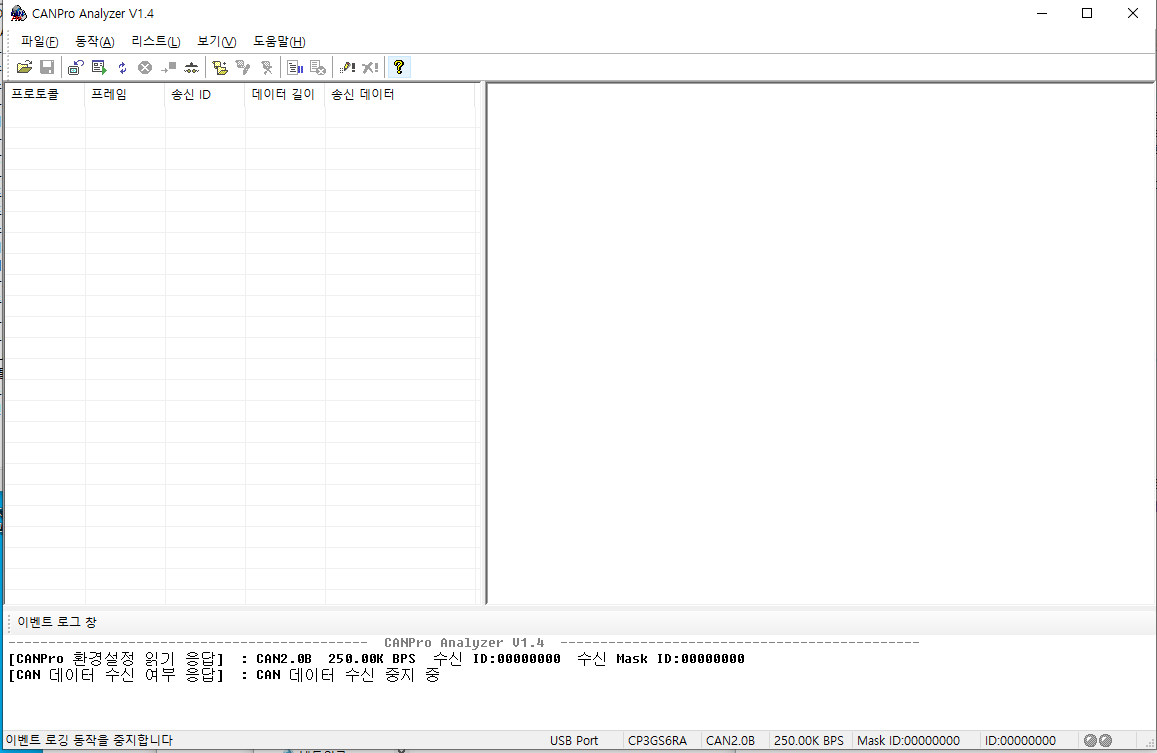 CANPro Analyzer V1.4
파일(F) 동작(A) 리스트(L) 보기(V) 도움말(H)
프로토콜 프레임 송신 ID 데이터 길이 송신 데이터
이벤트 로그 창
--------------------------------------------- CANPro Analyzer V1.4 ---------------------------------------------
[CANPro 환경설정 읽기 응답] : CAN2.0B 250.00K BPS 수신 ID:00000000 수신 Mask ID:00000000
[CAN 데이터 수신 여부 응답] : CAN 데이터 수신 중지 중
이벤트 로깅 동작을 중지합니다 USB Port CP3GS6RA CAN2.0B 250.00K BPS Mask ID:00000000 ID:00000000